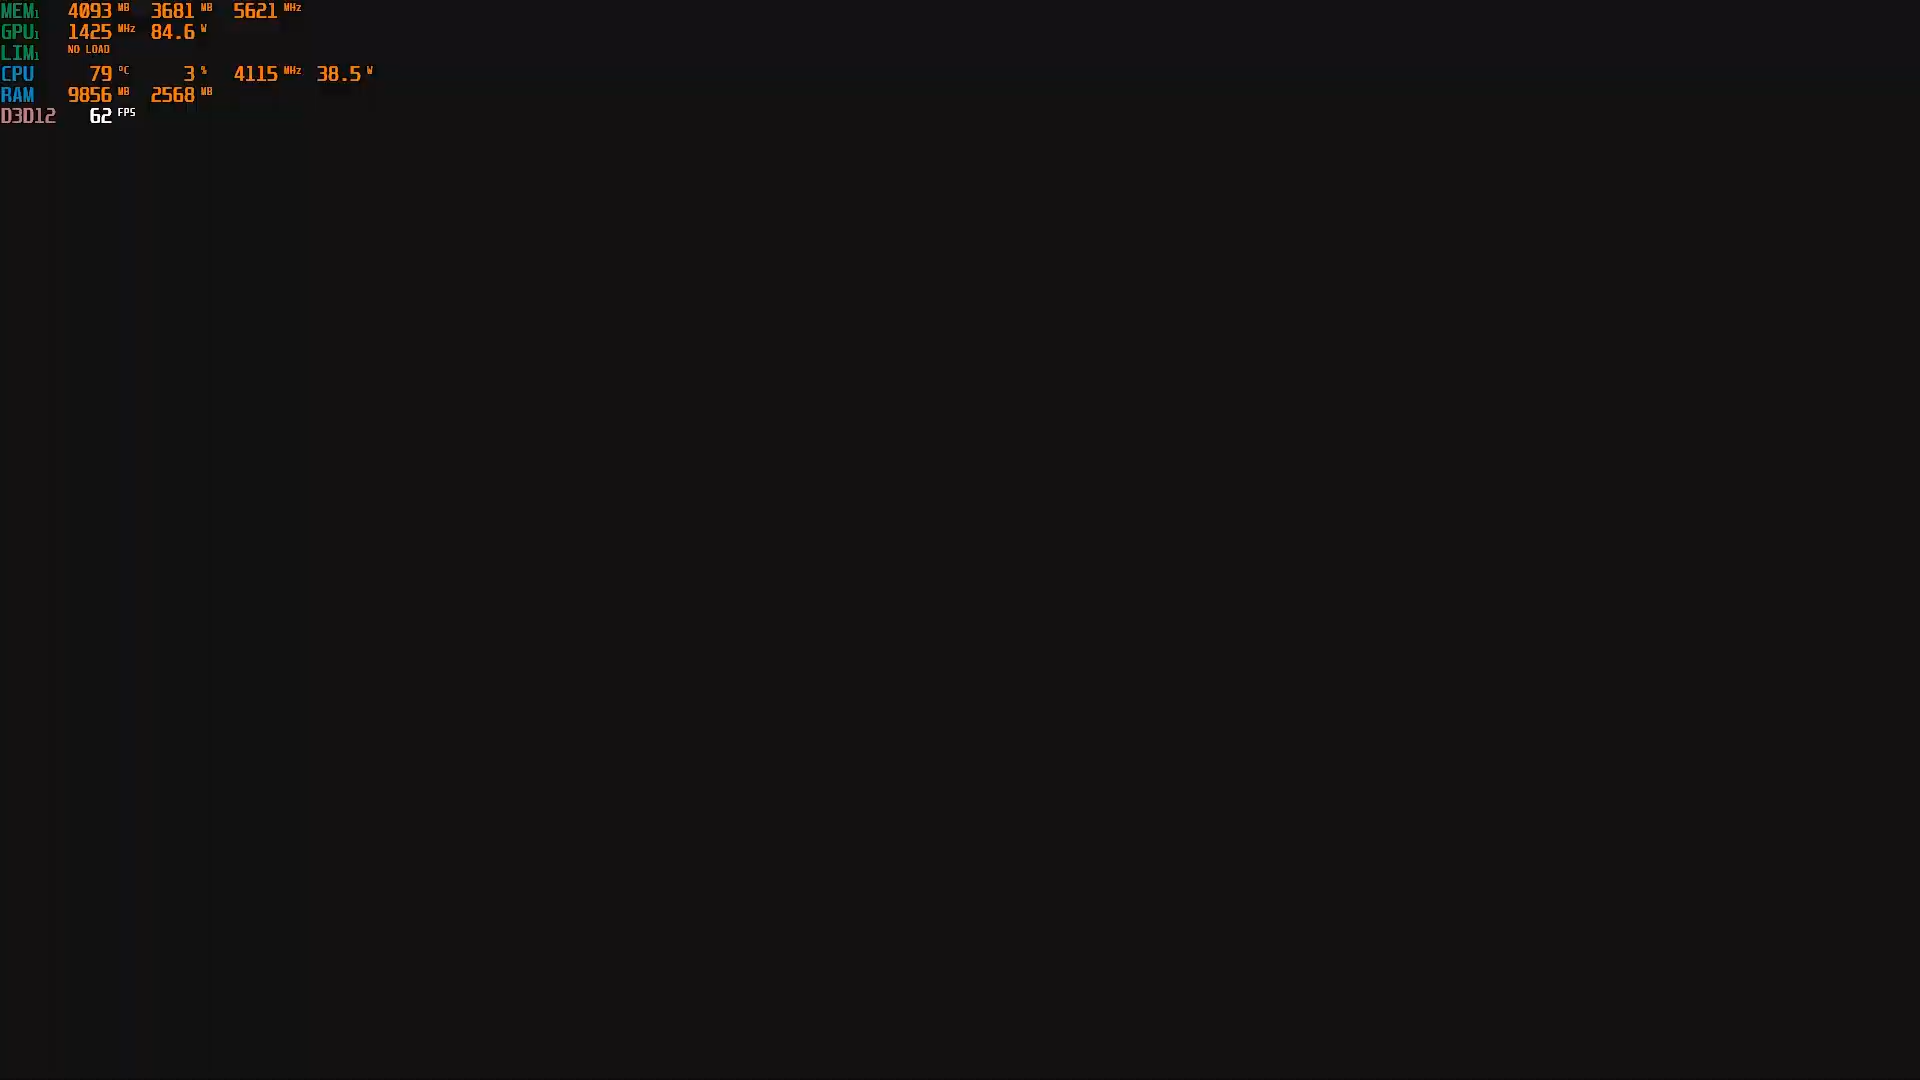 MEM1 4093 MB 3681 MB 5621 MHz
GPU1 1425 MHz 84.6 W
LIM1 NO LOAD
CPU 79 °C 3 % 4115 MHz 38.5 W
RAM 9856 MB 2568 MB
D3D12 62 FPS